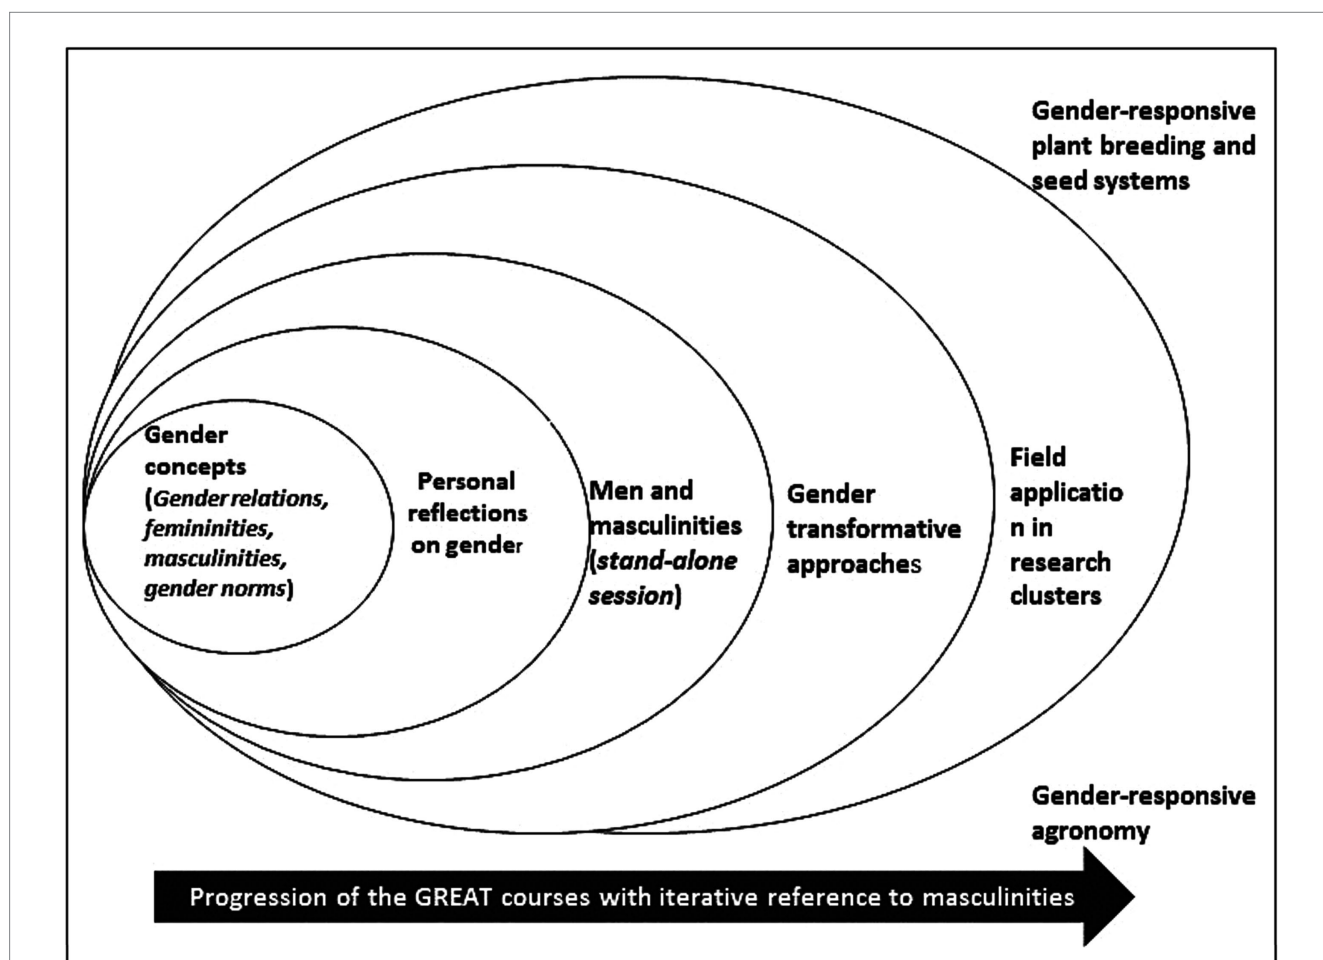 Gender-responsive
plant breeding and
seed systems
Gender
concepts
(Gender relations,
femininities,
masculinities,
gender norms)
Personal
reflections
on gender
Men and
masculinities
(stand-alone
session)
Gender
transformative
approaches
Field
applicatio
n in
research
clusters
Gender-responsive
agronomy
Progression of the GREAT courses with iterative reference to masculinities